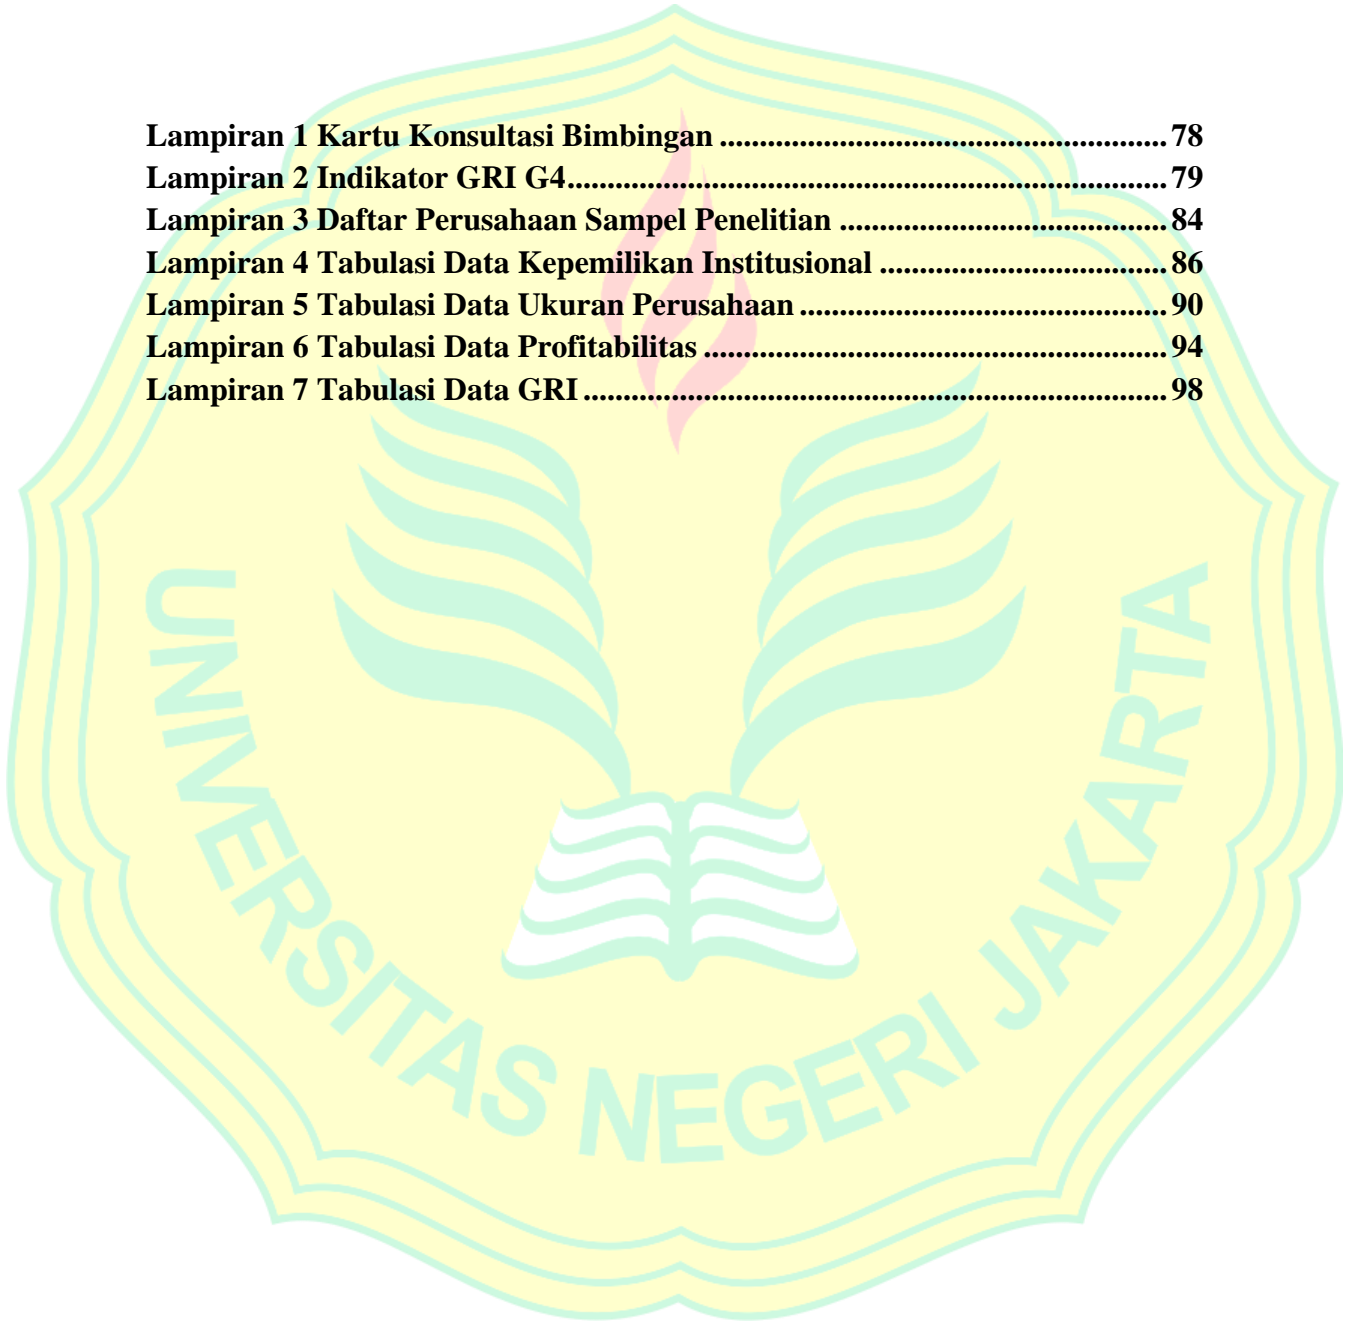 Lampiran 1 Kartu Konsultasi Bimbingan ........................................................ 78
Lampiran 2 Indikator GRI G4........................................................................... 79
Lampiran 3 Daftar Perusahaan Sampel Penelitian ......................................... 84
Lampiran 4 Tabulasi Data Kepemilikan Institusional .................................... 86
Lampiran 5 Tabulasi Data Ukuran Perusahaan .............................................. 90
Lampiran 6 Tabulasi Data Profitabilitas .......................................................... 94
Lampiran 7 Tabulasi Data GRI ......................................................................... 98
UNIVERSITAS NEGERI JAKARTA